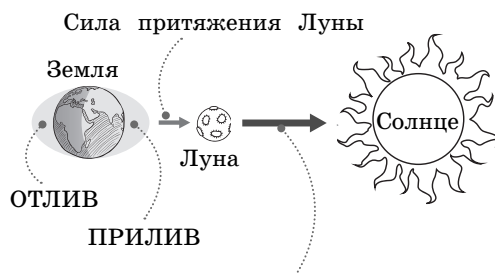 Сила притяжения Луны
Земля
Солнце
Луна
ОТЛИВ
ПРИЛИВ